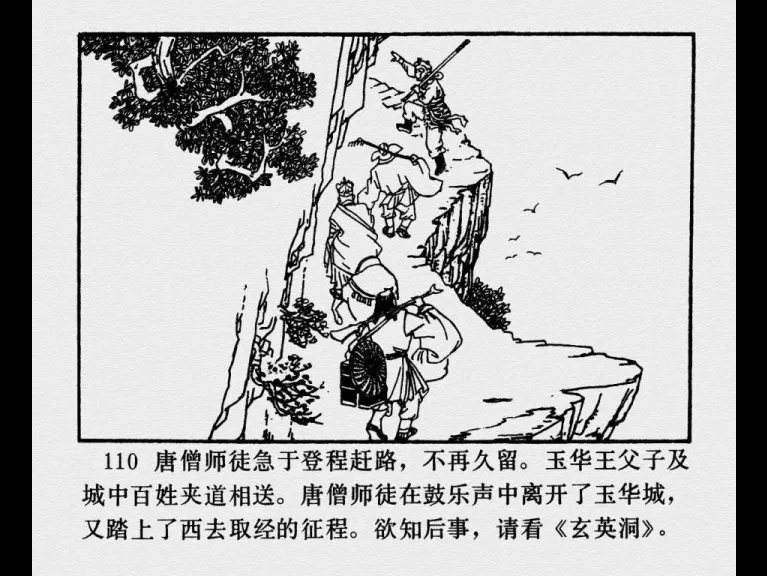 110 唐僧师徒急于登程赶路，不再久留。玉华王父子及
城中百姓夹道相送。唐僧师徒在鼓乐声中离开了玉华城，
又踏上了西去取经的征程。欲知后事，请看《玄英洞》。